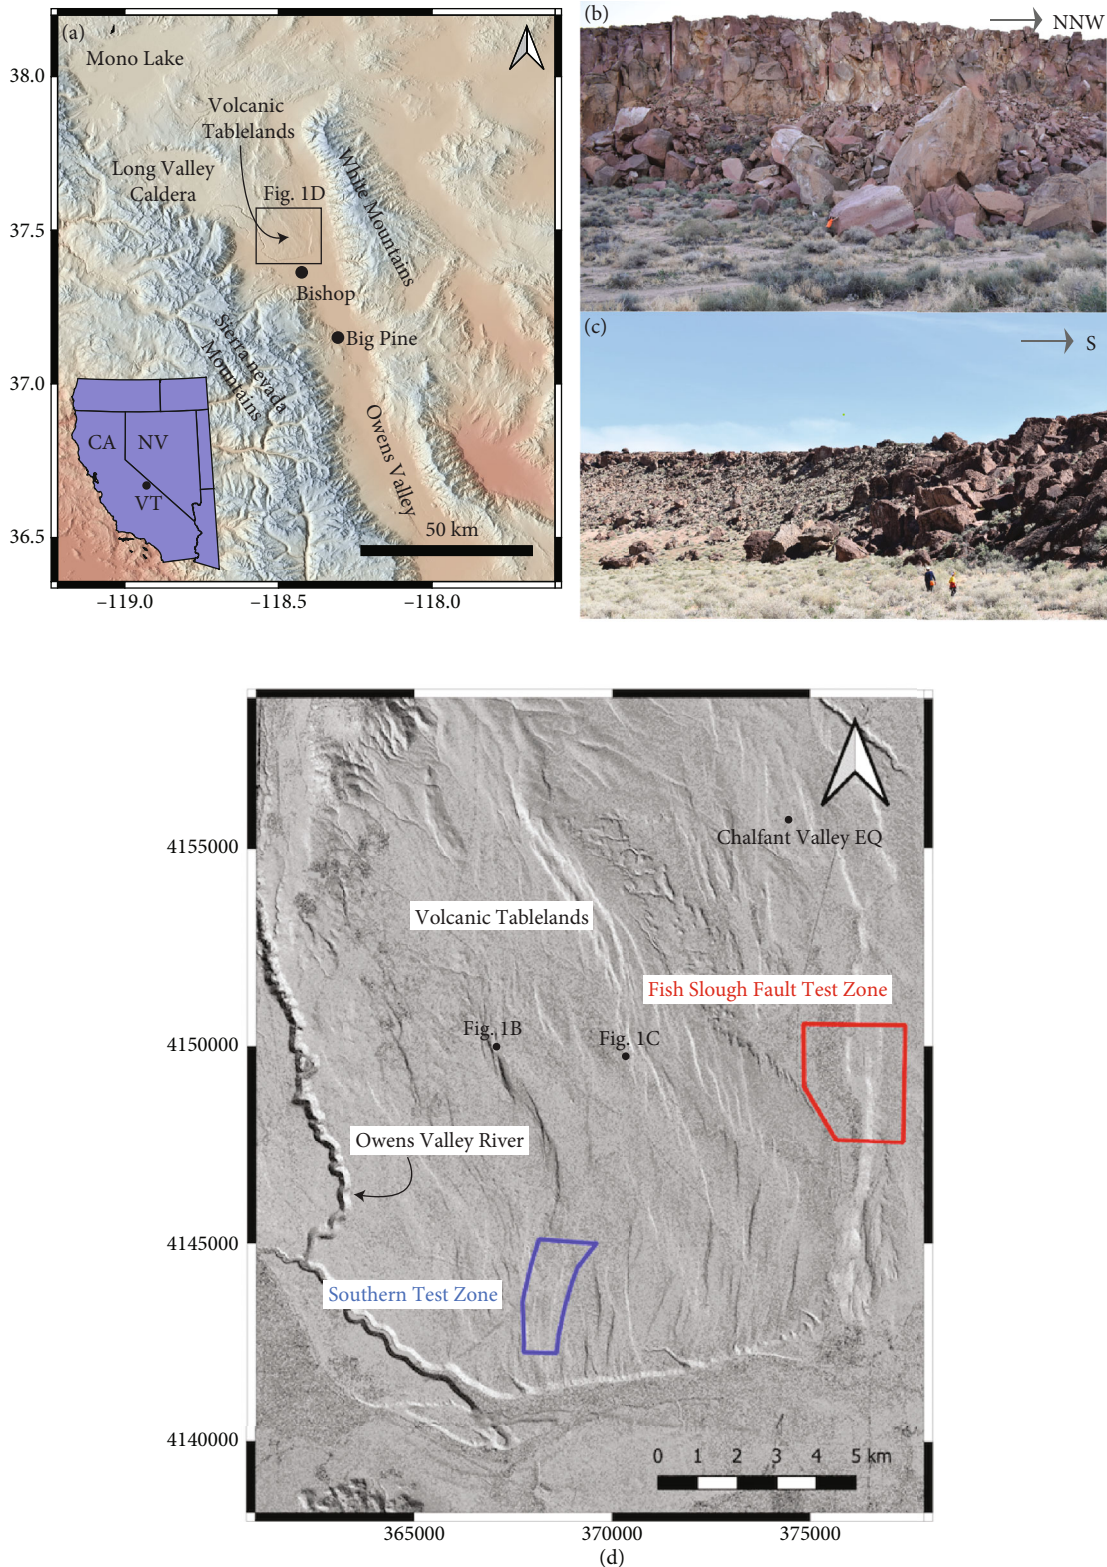 (a)
Mono Lake
Volcanic
Tablelands
Long Valley
Caldera
Fig. 1D
White Mountains
Bishop
Big Pine
Sierra nevada
Mountains
Owens Valley
CA
NV
VT
50 km
38.0
37.5
37.0
36.5
–119.0
–118.5
–118.0
(b)
NNW
(c)
S
Chalfant Valley EQ
Volcanic Tablelands
Fish Slough Fault Test Zone
Fig. 1B
Fig. 1C
Owens Valley River
Southern Test Zone
4155000
4150000
4145000
4140000
0 1 2 3 4 5 km
365000
370000
375000
(d)